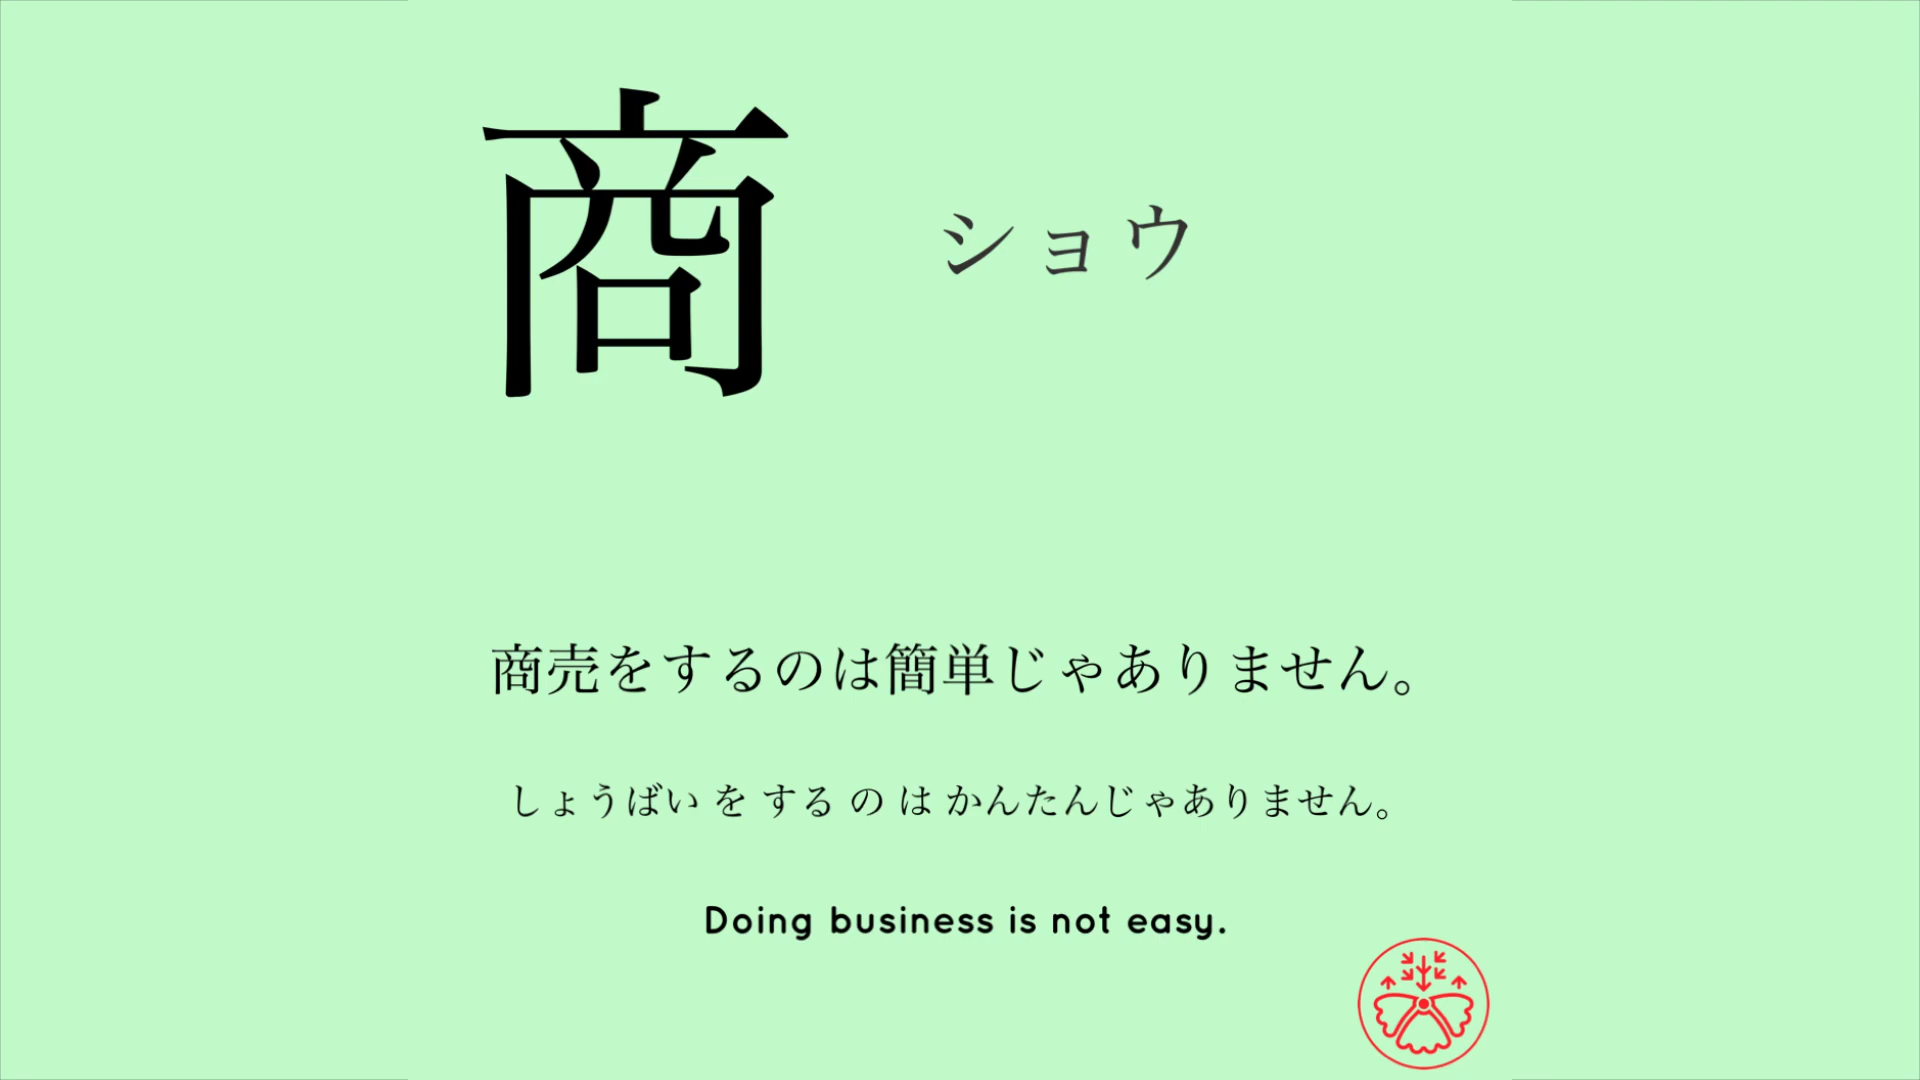 商
ショウ
商売をするのは簡単じゃありません。
しょうばい を する の は かんたんじゃありません。
Doing business is not easy.